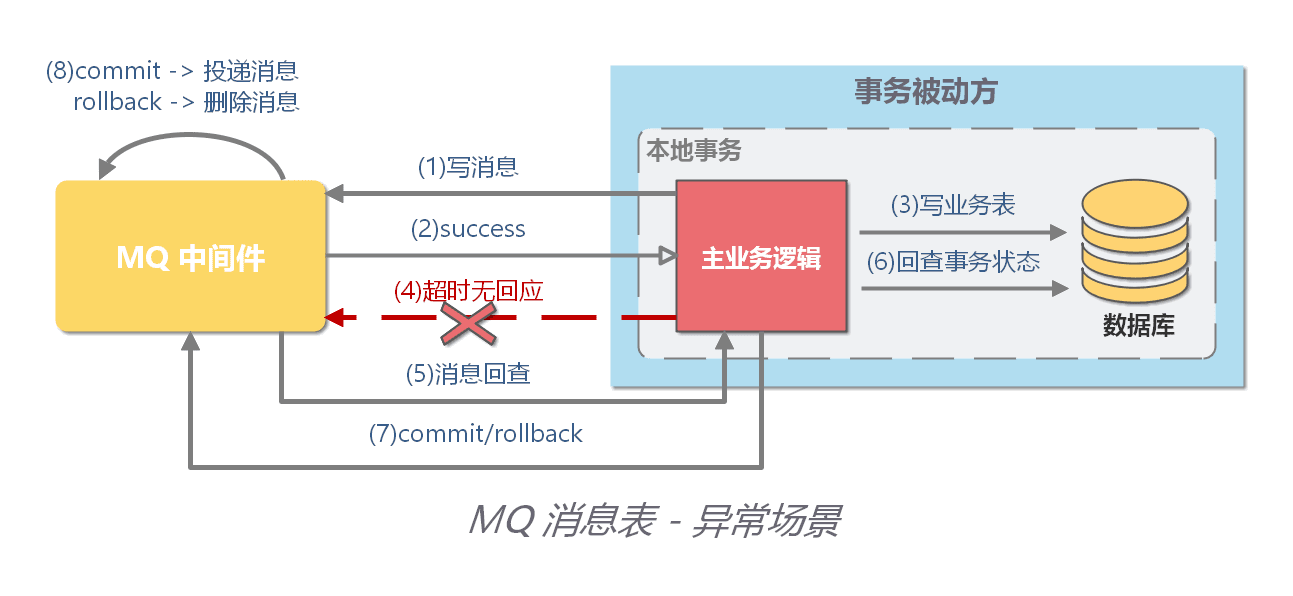 (8)commit -> 投递消息
rollback -> 删除消息
事务被动方
本地事务
(1)写消息
(2)success
(3)写业务表
MQ 中间件
主业务逻辑
(6)回查事务状态
(4)超时无回应
数据库
(5)消息回查
(7)commit/rollback
MQ 消息表 - 异常场景